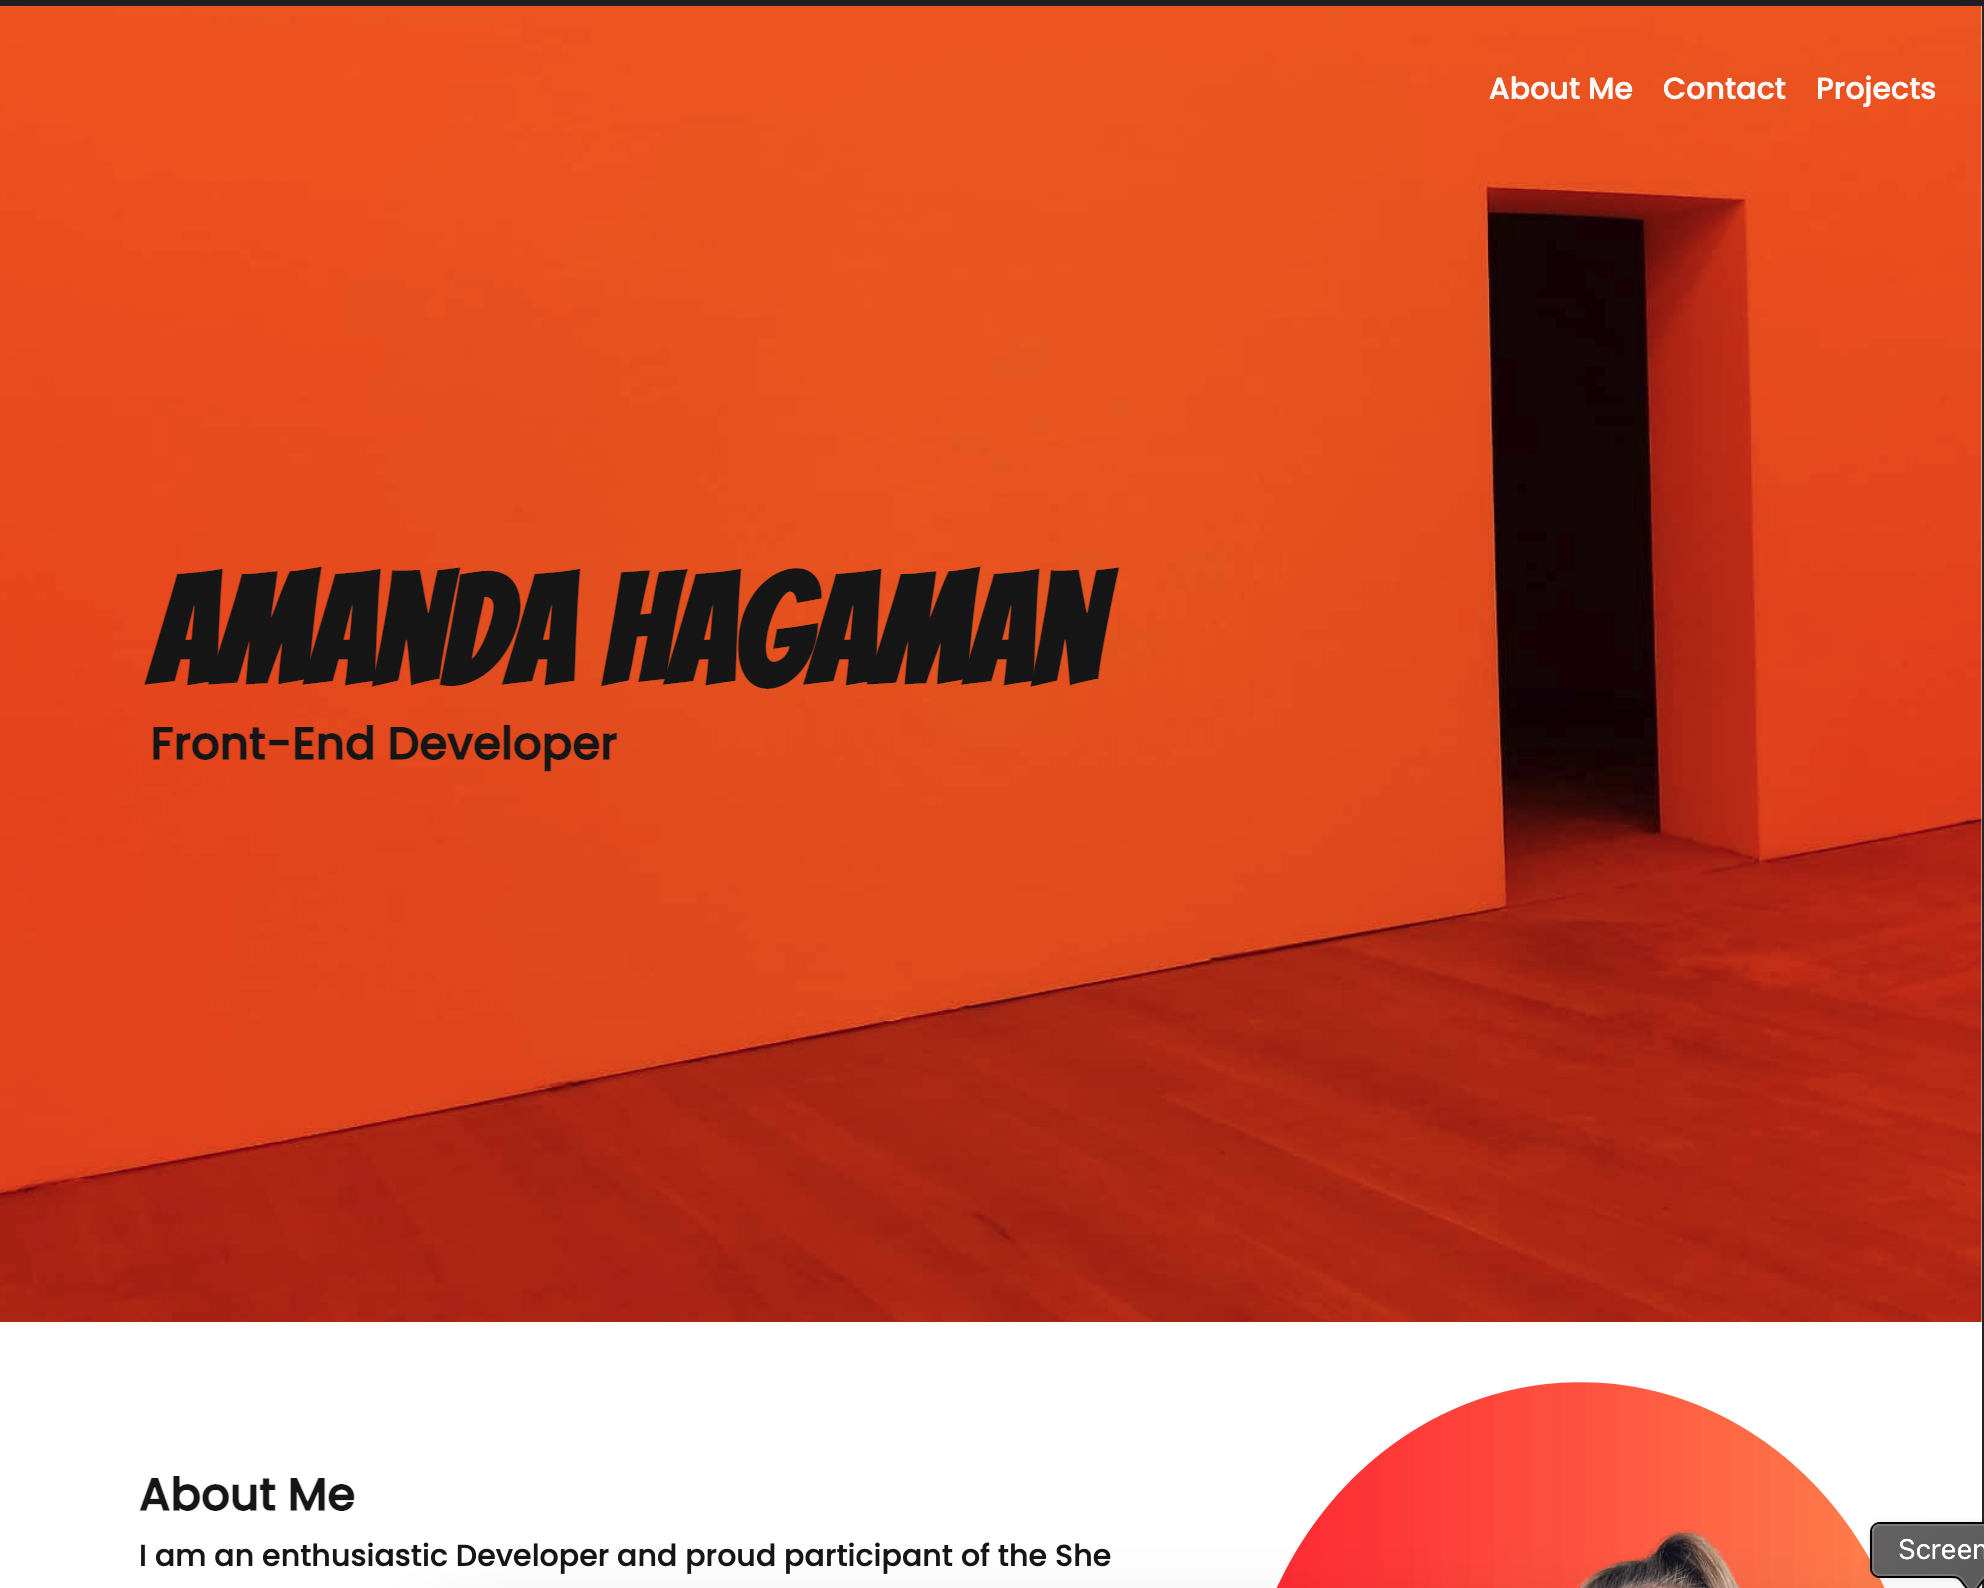 About Me Contact Projects
AMANDA HAGAMAN
Front-End Developer
About Me
I am an enthusiastic Developer and proud participant of the She